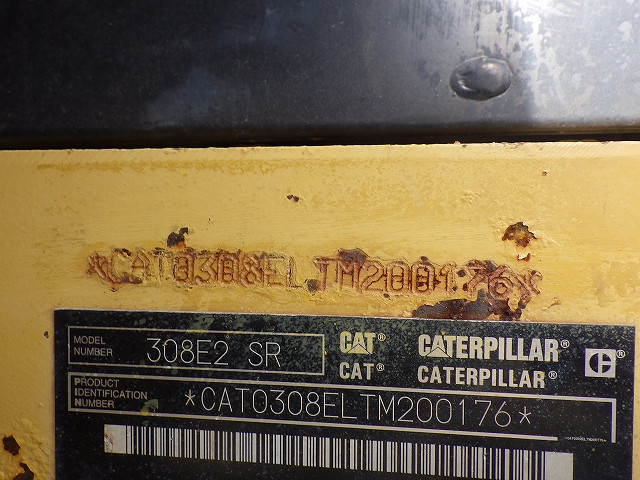 *CAT0308ELTM200176*
MODEL NUMBER 308E2 SR
CAT® CATERPILLAR®
CAT® CATERPILLAR®
C®
PRODUCT IDENTIFICATION NUMBER *CAT0308ELTM200176*